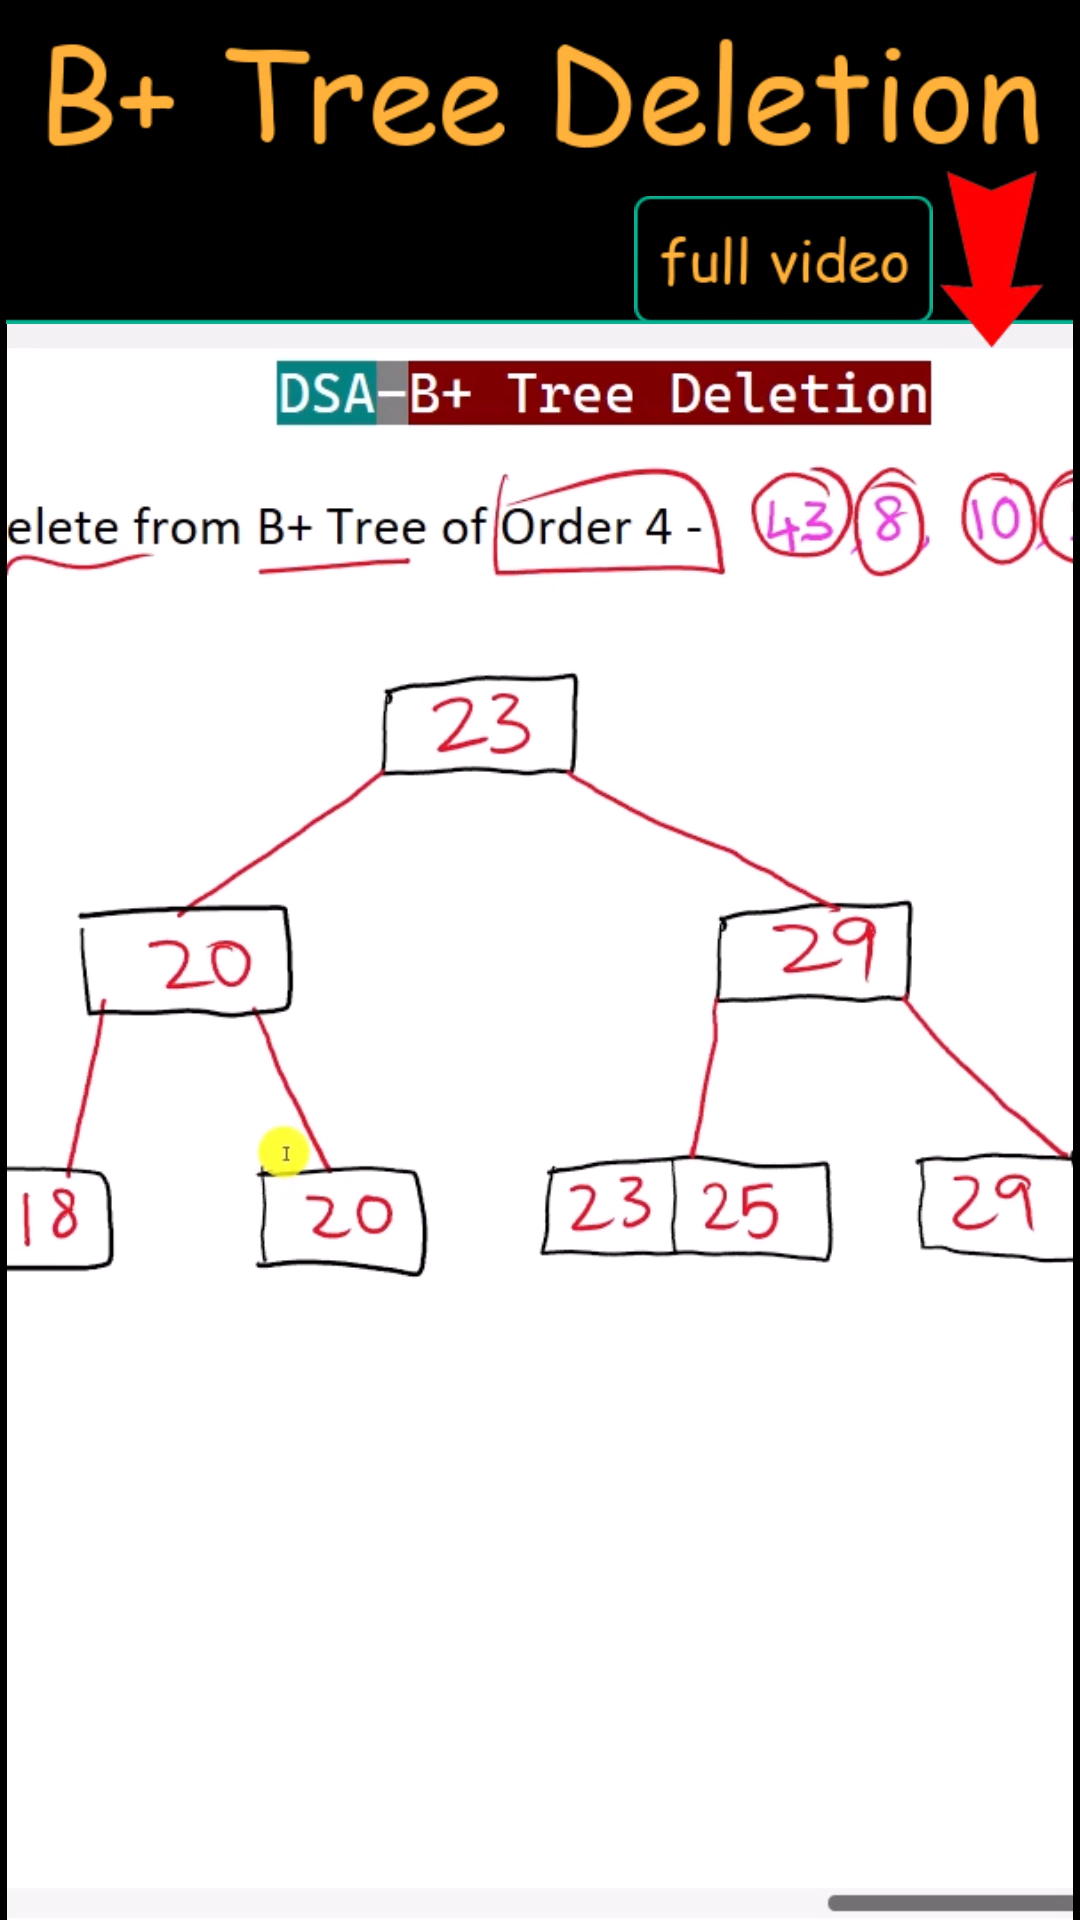 B+ Tree Deletion
full video
DSA-B+ Tree Deletion
elete from B+ Tree of Order 4 - 43, 8, 10,
23
20 29
18 20 23 25 29